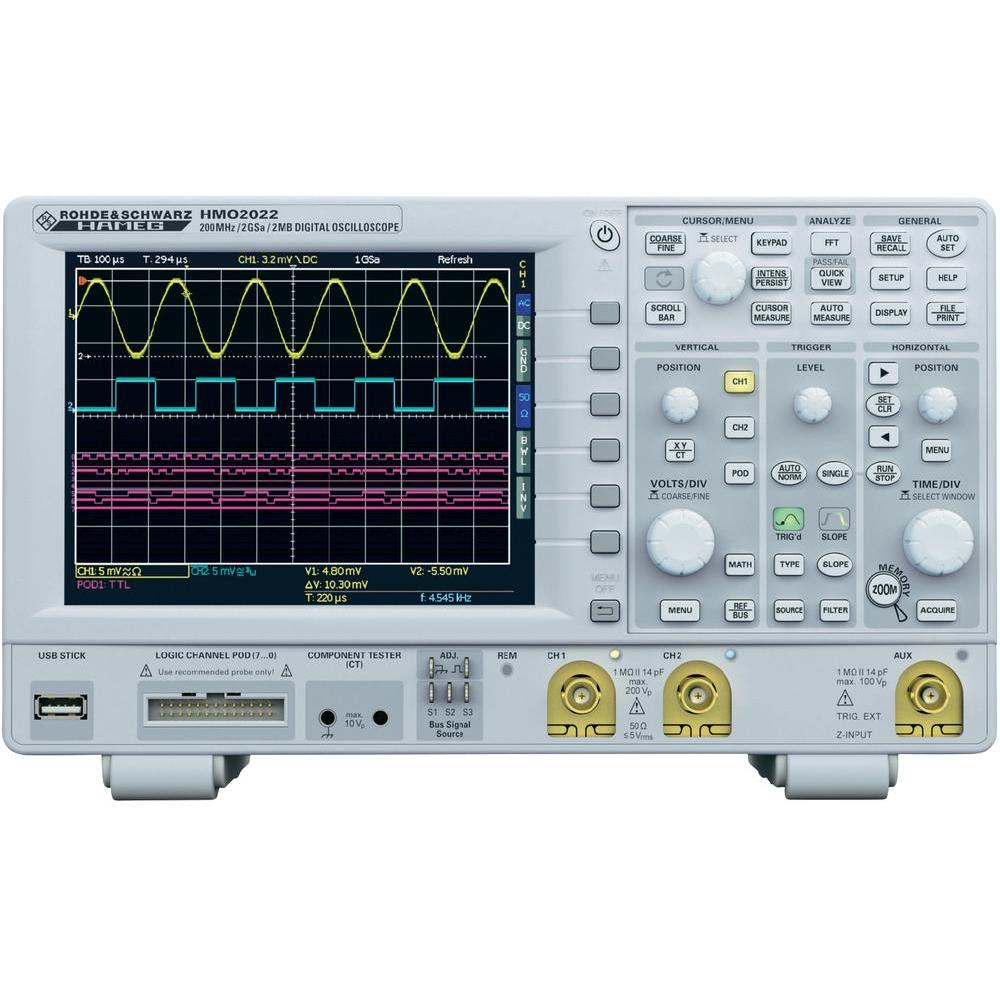 ROHDE&SCHWARZ HMO2022
HAMEG 200MHz / 2GSa / 2MB DIGITAL OSCILLOSCOPE
TB: 100 µs T: 294 µs CH1: 3.2 mV DC 1GSa Refresh
CH1
AC
DC
GND
50 Ω
BWL
INV
1
2
2
CH1: 5 mV≂Ω CH2: 5 mV V1: 4.80 mV V2: -5.50 mV
POD1: TTL ΔV: 10.30 mV
T: 220 µs f: 4.545 kHz
ON / OFF
MENU
OFF
CURSOR/MENU ANALYZE GENERAL
COARSE
FINE
SELECT
KEYPAD
FFT
SAVE
RECALL
AUTO
SET
INTENS
PERSIST
PASS/FAIL
QUICK
VIEW
SETUP
HELP
SCROLL
BAR
CURSOR
MEASURE
AUTO
MEASURE
DISPLAY
FILE
PRINT
VERTICAL TRIGGER HORIZONTAL
POSITION
LEVEL
POSITION
CH1
SET
CLR
X Y
CT
CH2
MENU
POD
AUTO
NORM
SINGLE
RUN
STOP
VOLTS/DIV
COARSE/FINE
TIME/DIV
SELECT WINDOW
TRIG'd
SLOPE
MATH
TYPE
SLOPE
MEMORY
ZOOM
MENU
REF
BUS
SOURCE
FILTER
ACQUIRE
USB STICK
LOGIC CHANNEL POD (7...0)
Use recommended probe only!
COMPONENT TESTER
(CT)
max.
10 Vp
ADJ.
S1 S2 S3
Bus Signal
Source
REM
CH 1
1 MΩ II 14 pF
max.
200 Vp
50 Ω
≤5 Vrms
CH 2
1 MΩ II 14 pF
max. 100 Vp
TRIG. EXT.
Z-INPUT
AUX